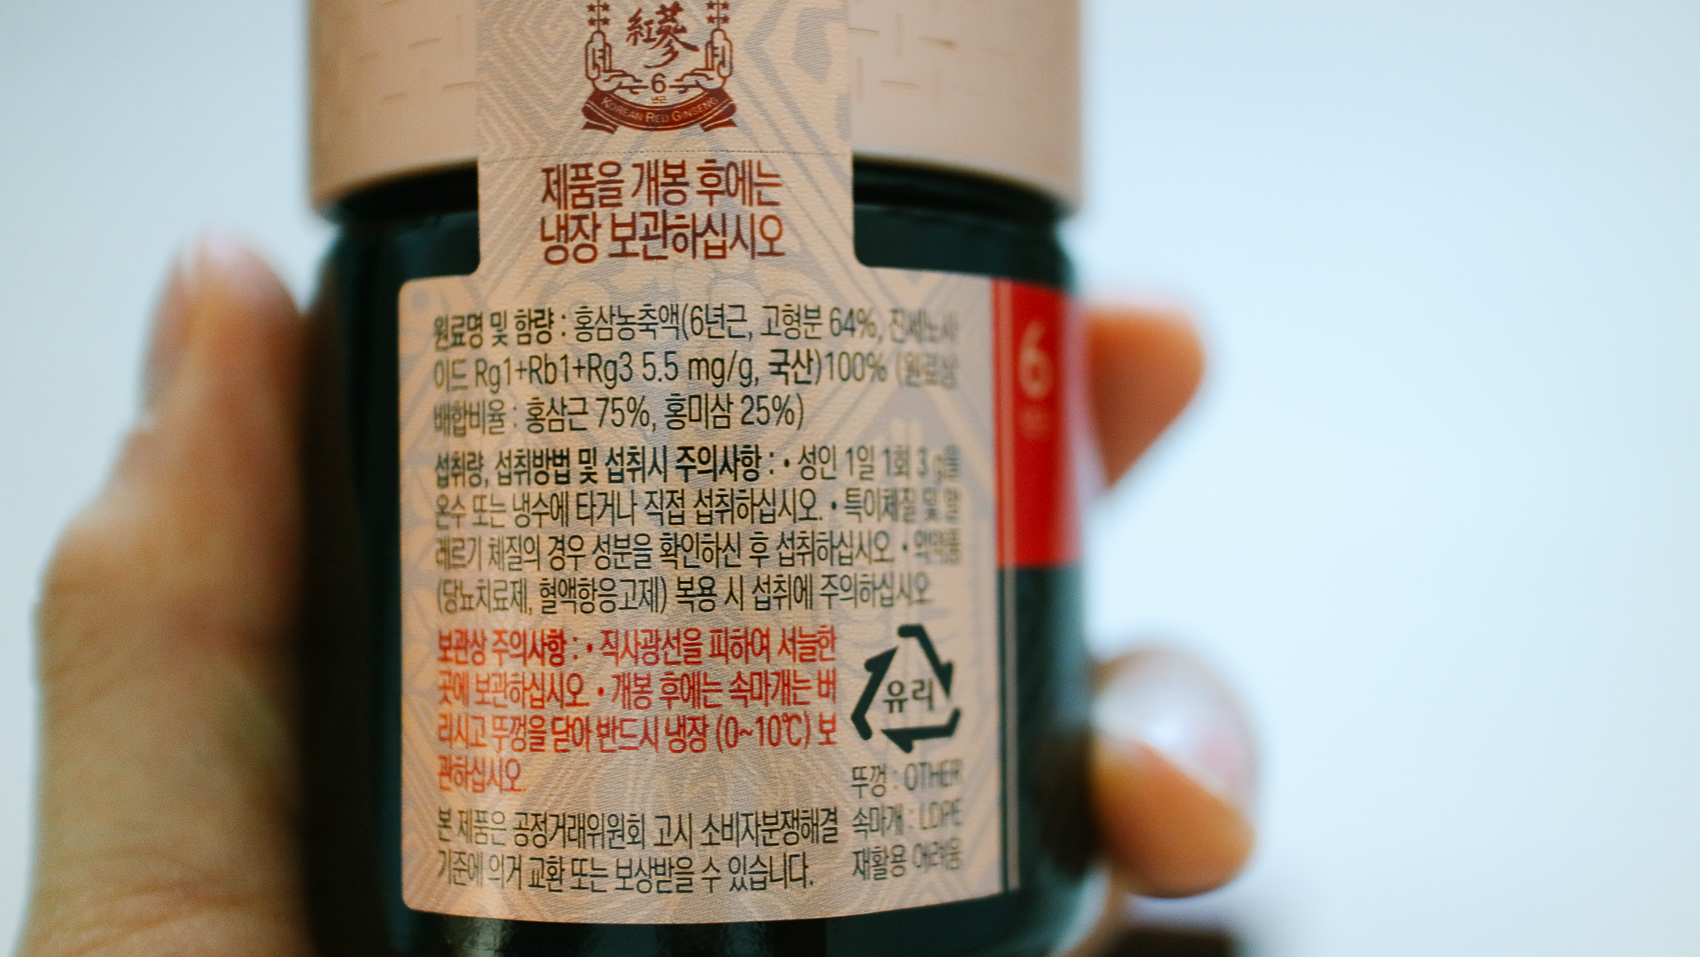 紅蔘
6
년근
KOREAN RED GINSENG
제품을 개봉 후에는
냉장 보관하십시오
원료명 및 함량 : 홍삼농축액(6년근, 고형분 64%, 진세노사
이드 Rg1+Rb1+Rg3 5.5 mg/g, 국산)100% (원료삼
배합비율 : 홍삼근 75%, 홍미삼 25%)
섭취량, 섭취방법 및 섭취시 주의사항 : • 성인 1일 1회 3 g을
온수 또는 냉수에 타거나 직접 섭취하십시오. • 특이체질 및 알
레르기 체질의 경우 성분을 확인하신 후 섭취하십시오 • 의약품
(당뇨치료제, 혈액항응고제) 복용 시 섭취에 주의하십시오
보관상 주의사항 : • 직사광선을 피하여 서늘한
곳에 보관하십시오 • 개봉 후에는 속마개는 버
리시고 뚜껑을 닫아 반드시 냉장 (0~10℃) 보
관하십시오.
본 제품은 공정거래위원회 고시 소비자분쟁해결
기준에 의거 교환 또는 보상받을 수 있습니다.
유리
뚜껑 : OTHER
속마개 : LDPE
재활용 어려움
6